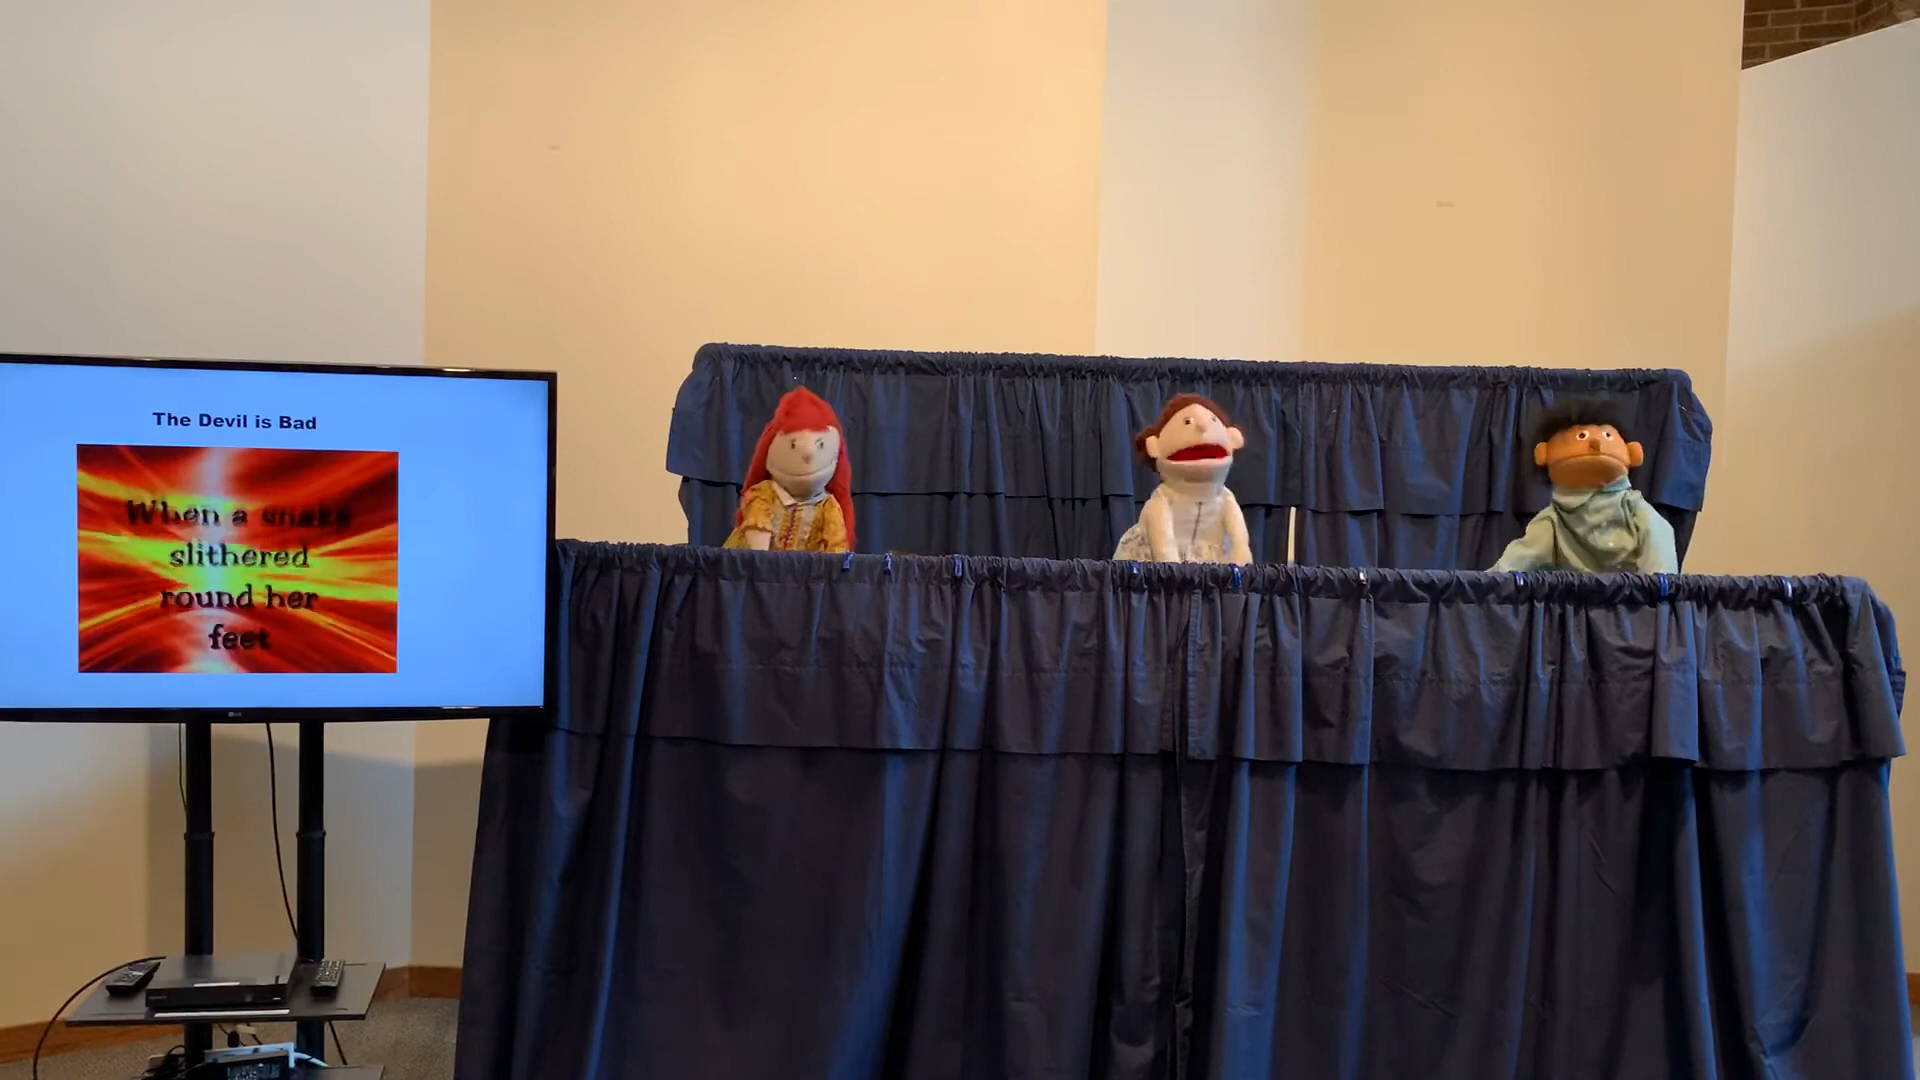 The Devil is Bad
When a snake
slithered
round her
feet